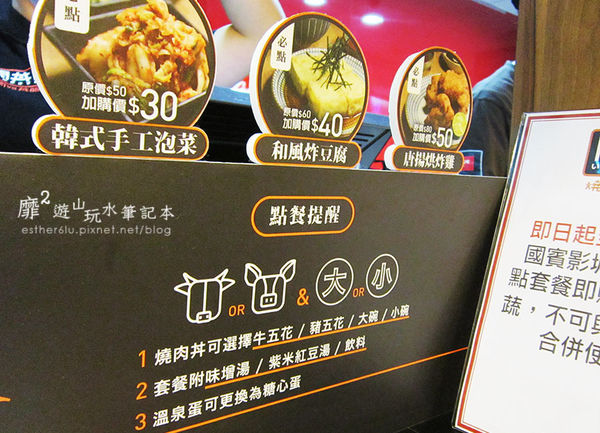 必點
原價$50
加購價$30
韓式手工泡菜
必點
原價$60
加購價$40
和風炸豆腐
必點
原價$80
加購價$50
唐揚烘炸雞
靡²遊山玩水筆記本
esther61u.pixnet.net/blog
點餐提醒
OR & 大 OR 小
1 燒肉丼可選擇牛五花 / 豬五花 / 大碗 / 小碗
2 套餐附味增湯 / 紫米紅豆湯 / 飲料
3 溫泉蛋可更換為糖心蛋
即日起
國賓影城
點套餐即
蔬，不可與
合併使